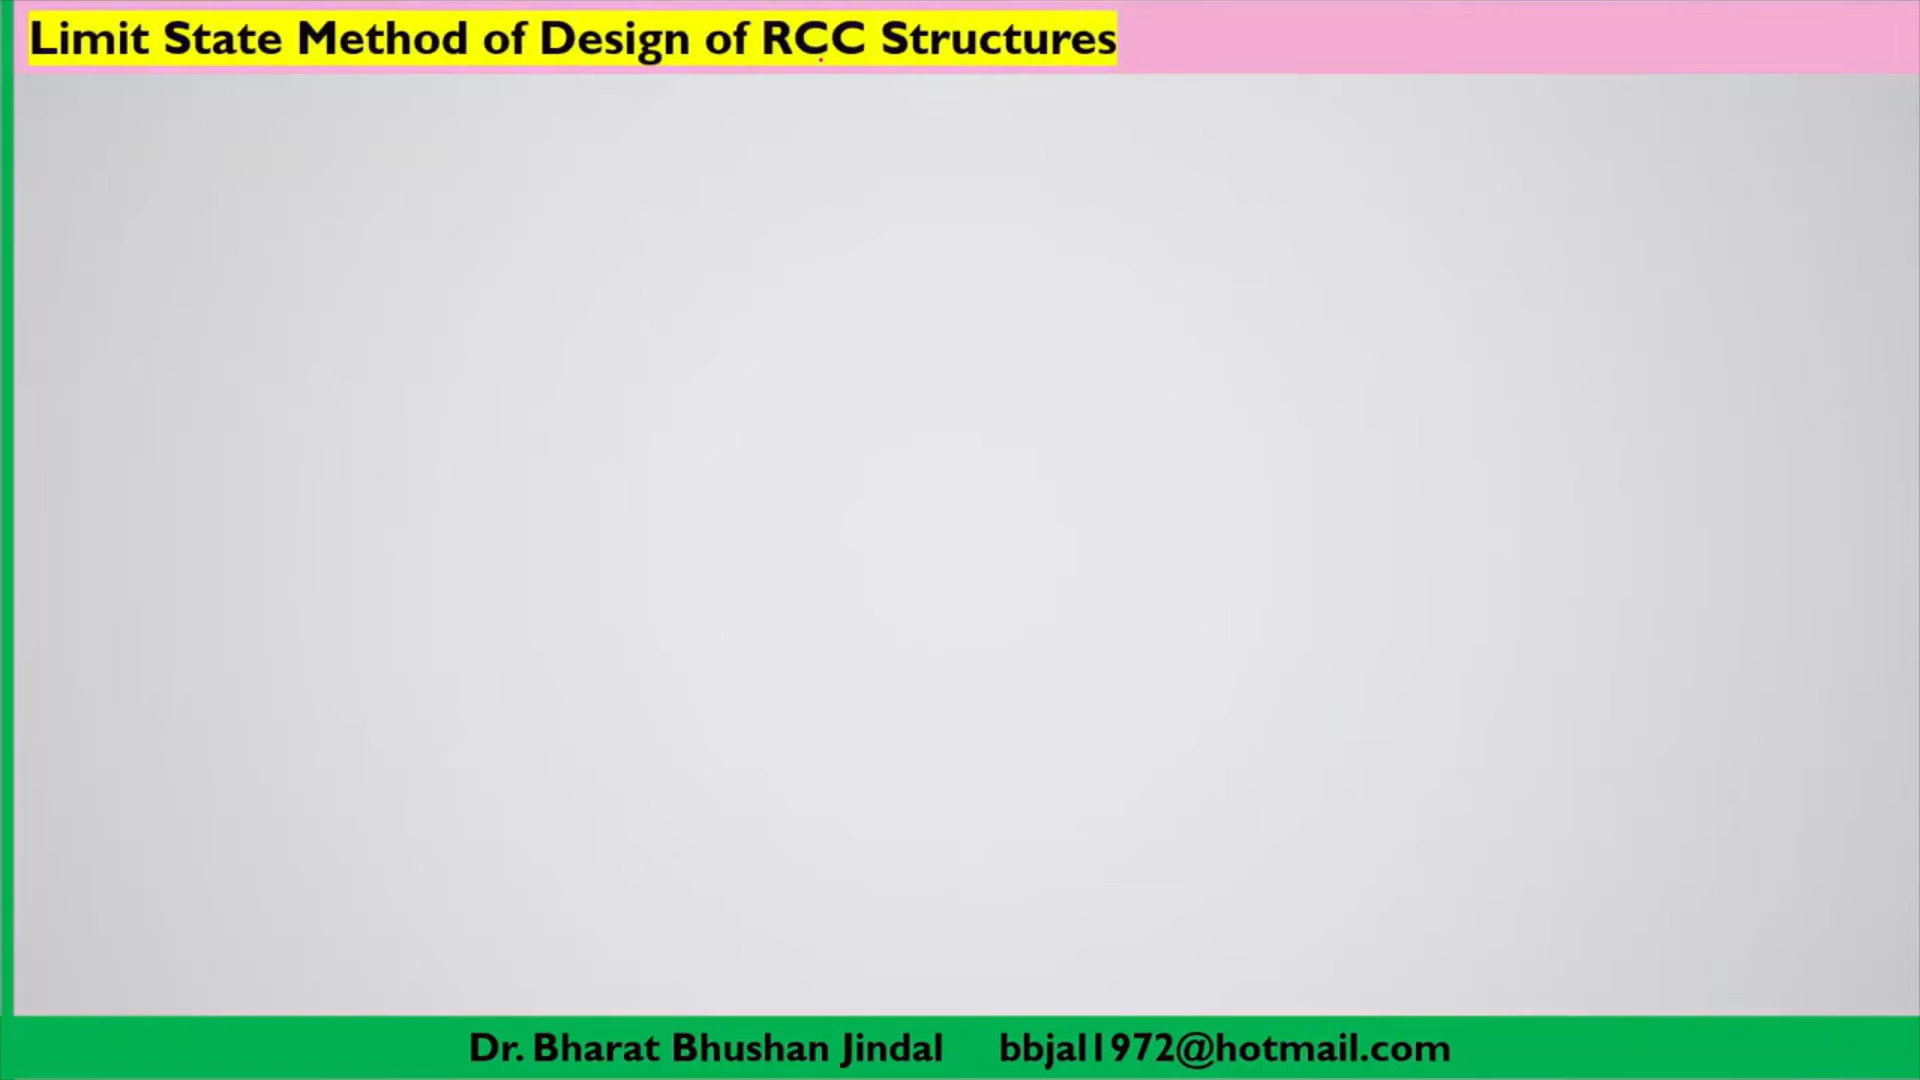 Limit State Method of Design of RCC Structures
Dr. Bharat Bhushan Jindal bbjal1972@hotmail.com